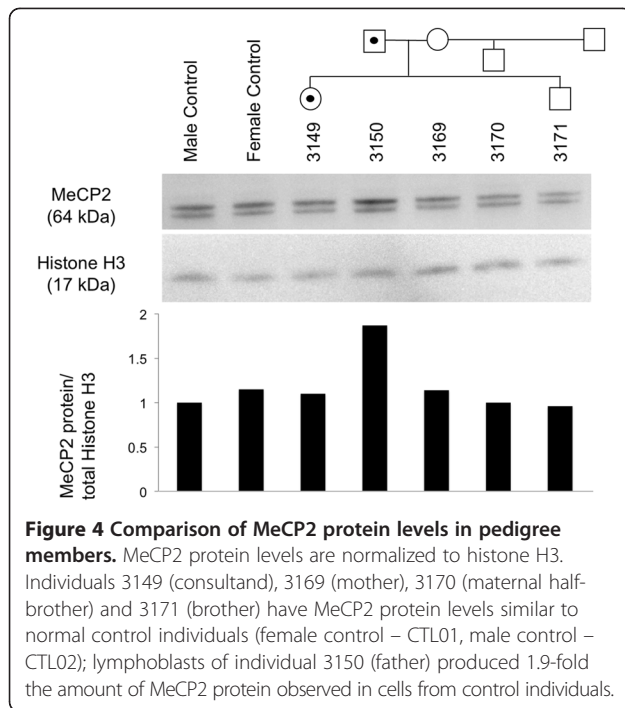 Male Control
Female Control
3149
3150
3169
3170
3171
MeCP2
(64 kDa)
Histone H3
(17 kDa)
MeCP2 protein/
total Histone H3
2
1.5
1
0.5
0
Figure 4 Comparison of MeCP2 protein levels in pedigree
members. MeCP2 protein levels are normalized to histone H3.
Individuals 3149 (consultand), 3169 (mother), 3170 (maternal half-
brother) and 3171 (brother) have MeCP2 protein levels similar to
normal control individuals (female control – CTL01, male control –
CTL02); lymphoblasts of individual 3150 (father) produced 1.9-fold
the amount of MeCP2 protein observed in cells from control individuals.